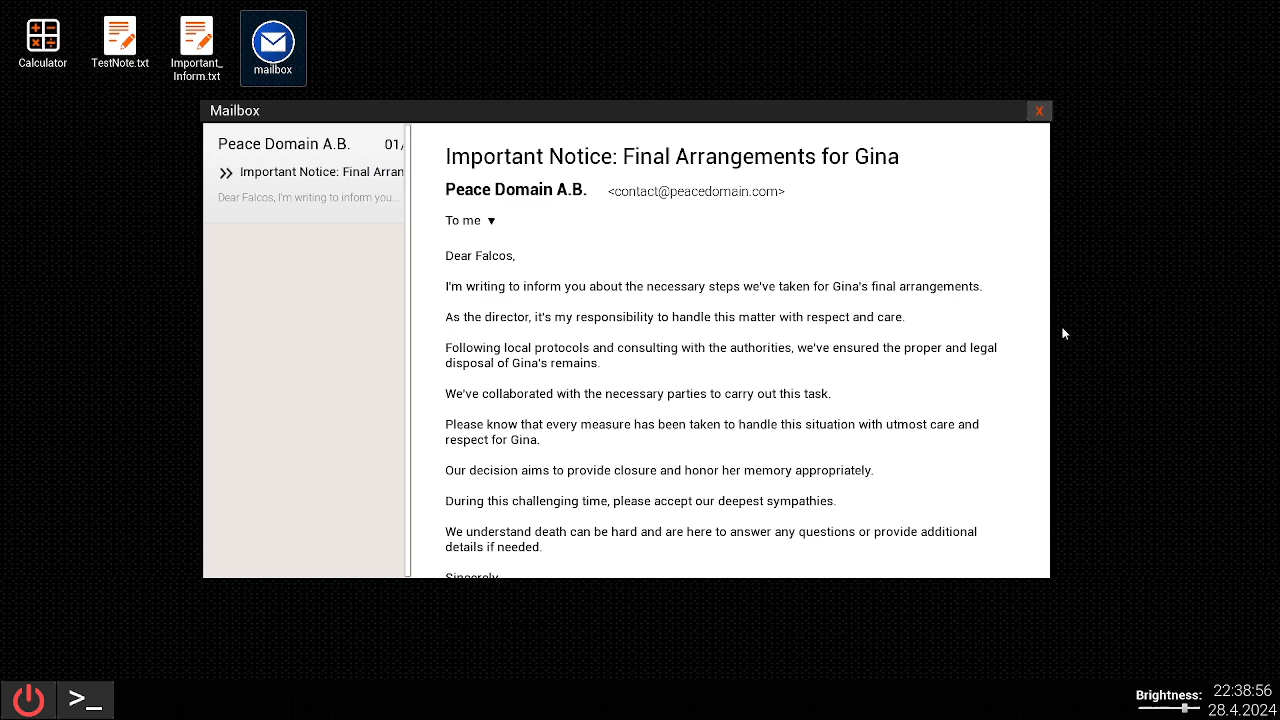 Calculator
TestNote.txt
Important_
Inform.txt
mailbox
Mailbox
X
Peace Domain A.B. 01/
Important Notice: Final Arran
Dear Falcos, I'm writing to inform you...
Important Notice: Final Arrangements for Gina
Peace Domain A.B. <contact@peacedomain.com>
To me
Dear Falcos,
I'm writing to inform you about the necessary steps we've taken for Gina's final arrangements.
As the director, it's my responsibility to handle this matter with respect and care.
Following local protocols and consulting with the authorities, we've ensured the proper and legal
disposal of Gina's remains.
We've collaborated with the necessary parties to carry out this task.
Please know that every measure has been taken to handle this situation with utmost care and
respect for Gina.
Our decision aims to provide closure and honor her memory appropriately.
During this challenging time, please accept our deepest sympathies.
We understand death can be hard and are here to answer any questions or provide additional
details if needed.
Sincerely
>_
Brightness:
22:38:56
28.4.2024